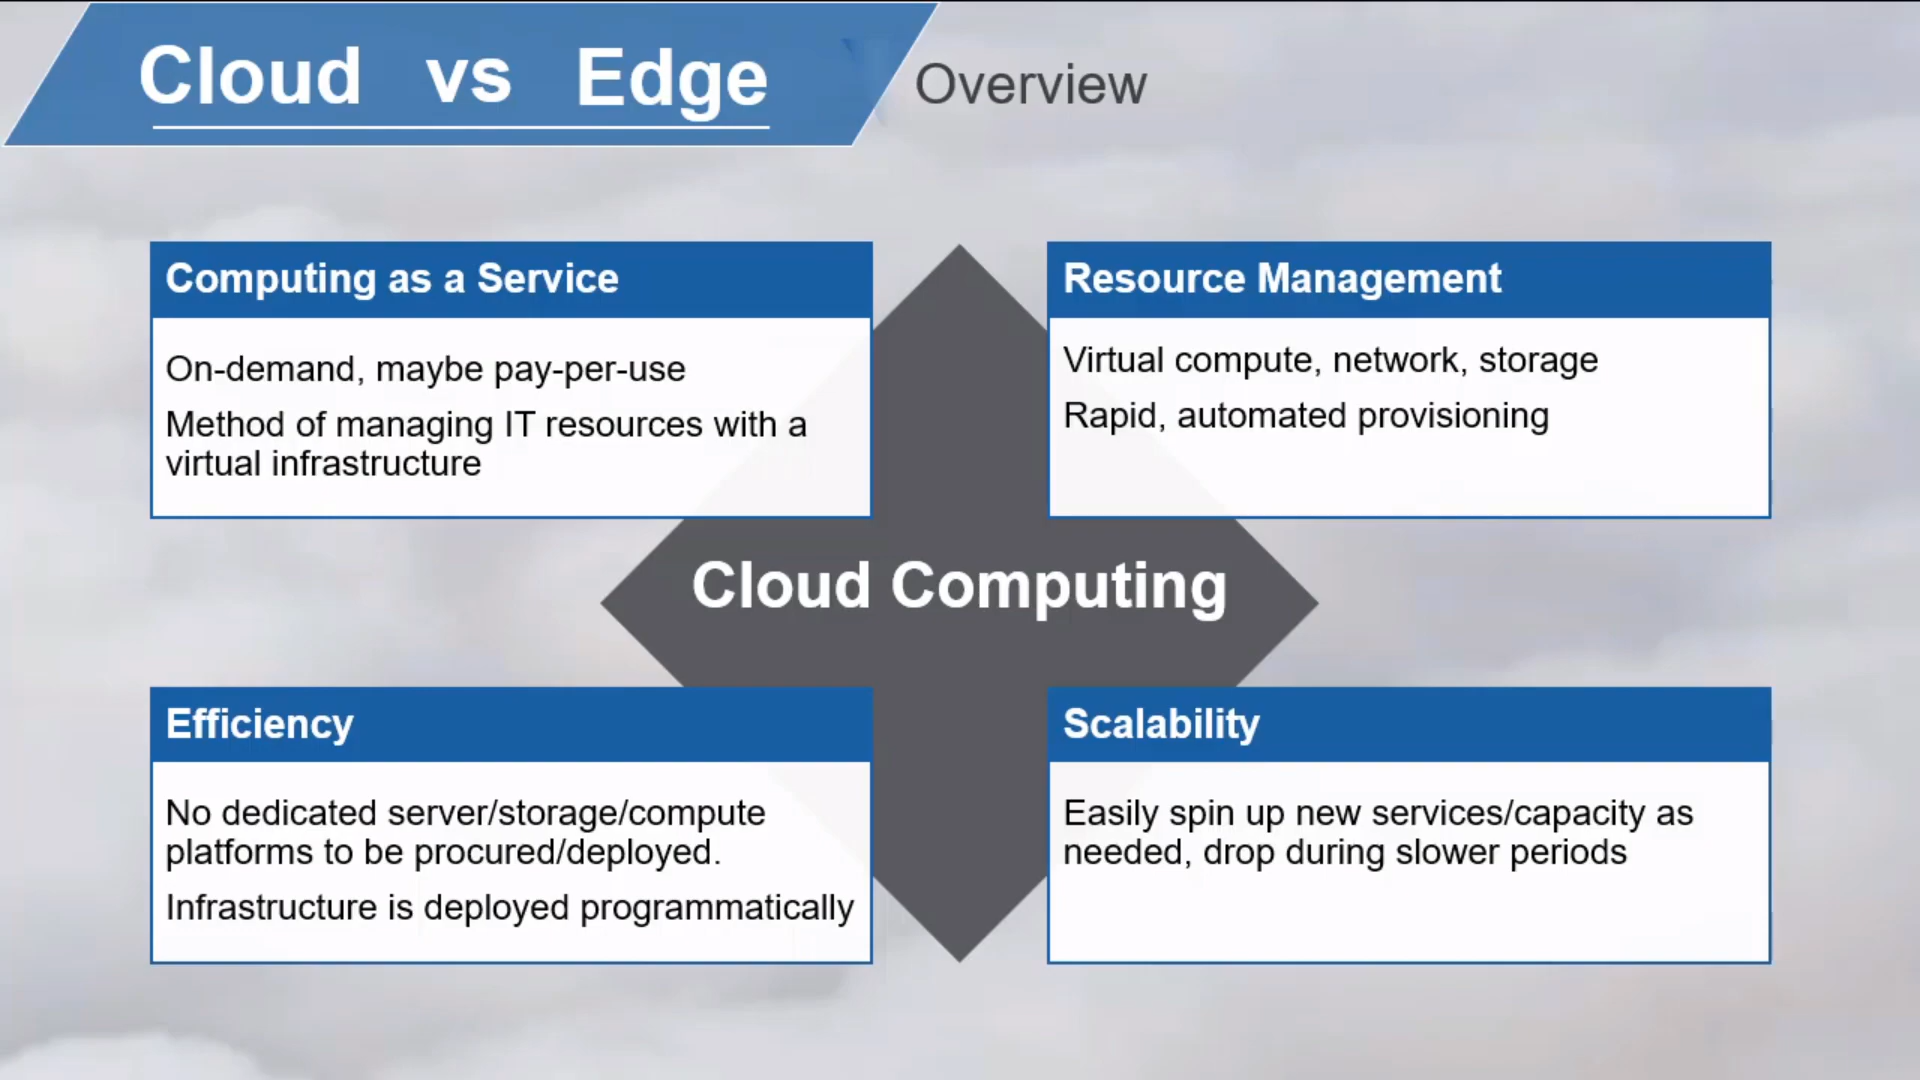 Cloud vs Edge
Overview
Computing as a Service
On-demand, maybe pay-per-use
Method of managing IT resources with a
virtual infrastructure
Resource Management
Virtual compute, network, storage
Rapid, automated provisioning
Cloud Computing
Efficiency
No dedicated server/storage/compute
platforms to be procured/deployed.
Infrastructure is deployed programmatically
Scalability
Easily spin up new services/capacity as
needed, drop during slower periods